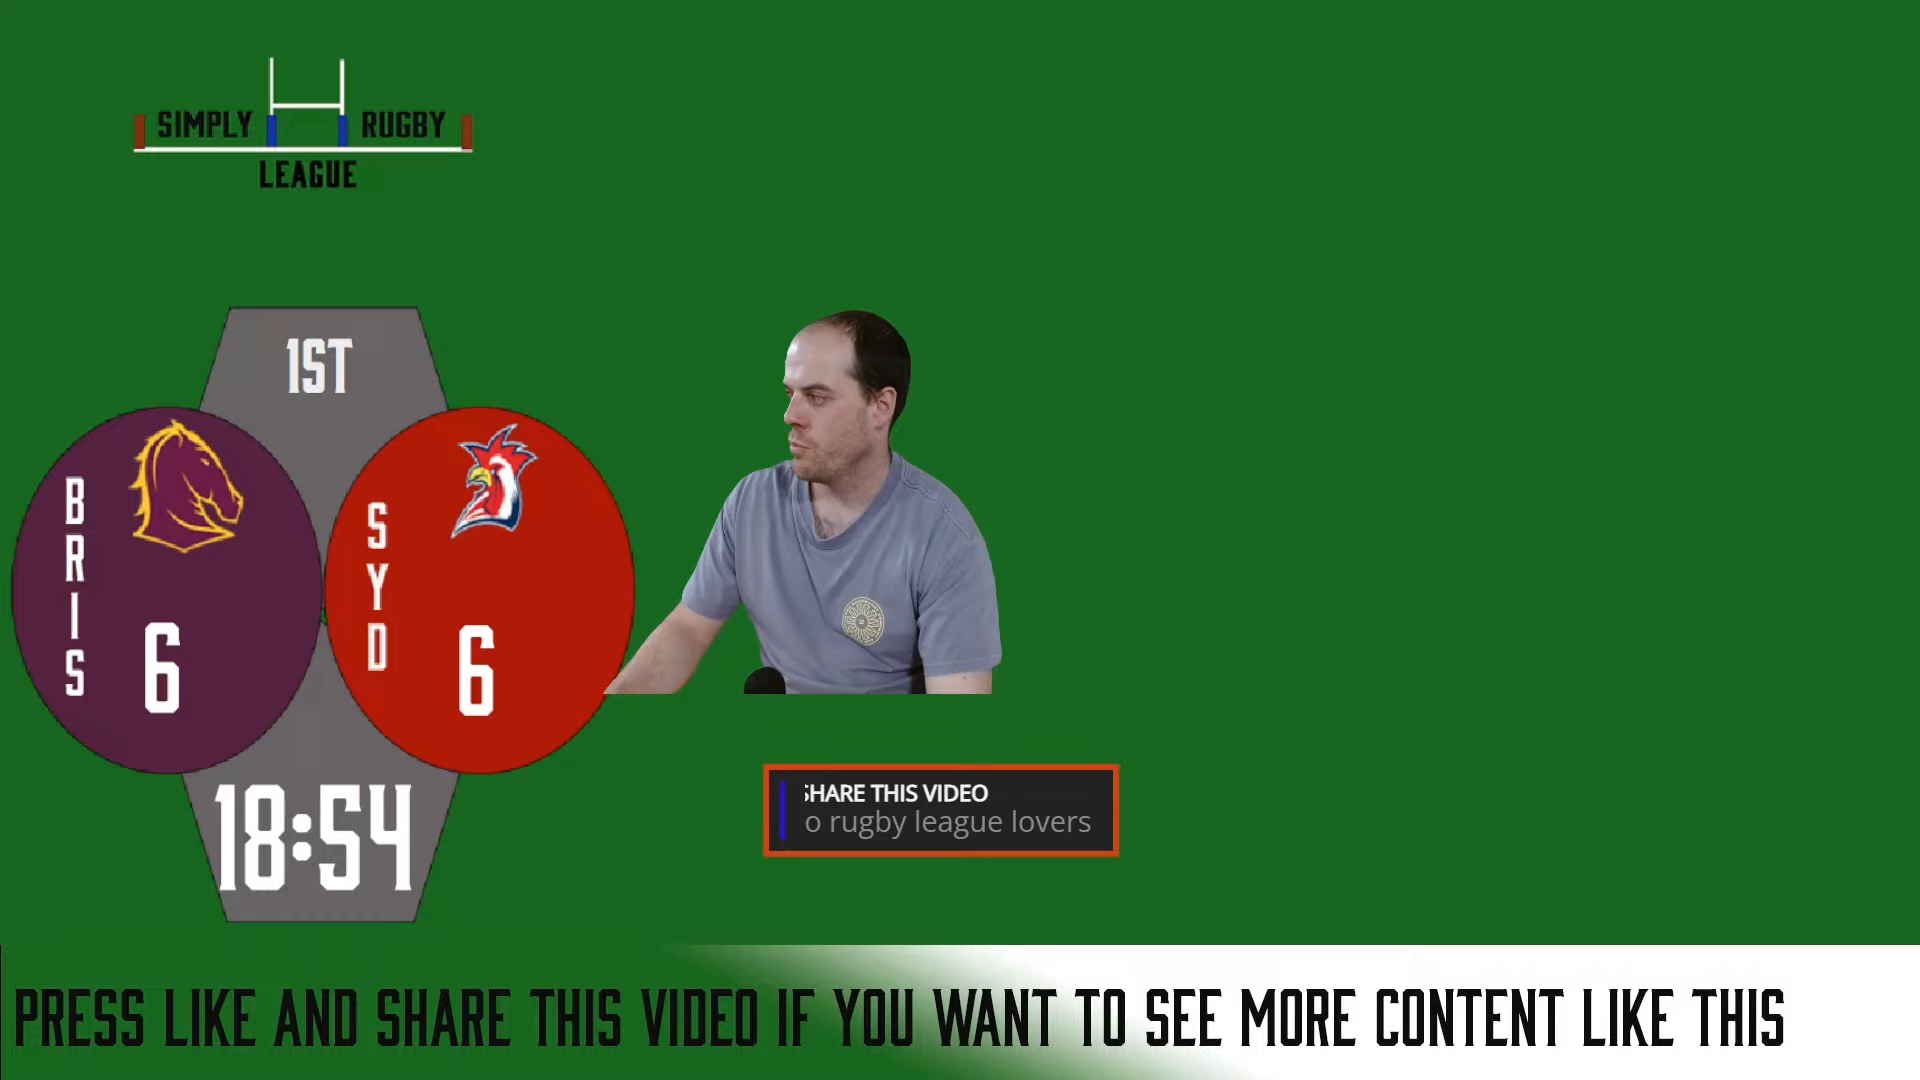 SIMPLY RUGBY
LEAGUE
1ST
BRIS
6
SYD
6
18:54
SHARE THIS VIDEO
o rugby league lovers
PRESS LIKE AND SHARE THIS VIDEO IF YOU WANT TO SEE MORE CONTENT LIKE THIS